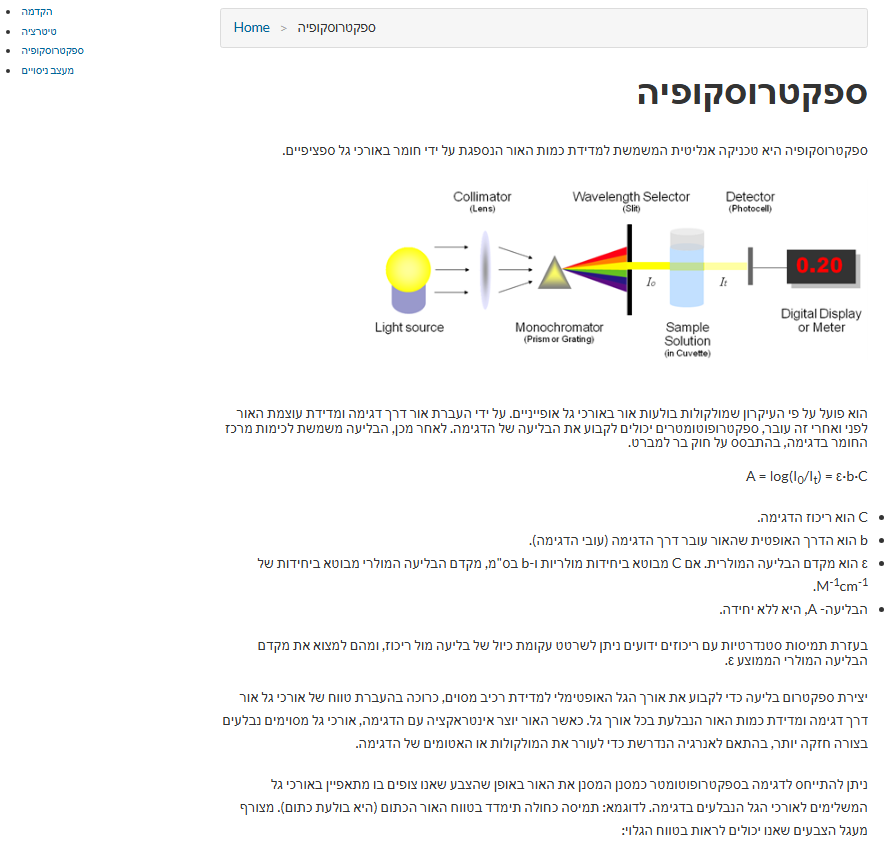 הקדמה
טיטרציה
ספקטרוסקופיה
מעצב ניסויים
Home > ספקטרוסקופיה
ספקטרוסקופיה
ספקטרוסקופיה היא טכניקה אנליטית המשמשת למדידת כמות האור הנספגת על ידי חומר באורכי גל ספציפיים.
Collimator
(Lens)
Wavelength Selector
(Slit)
Detector
(Photocell)
0.20
Io
It
Light source
Monochromator
(Prism or Grating)
Sample
Solution
(in Cuvette)
Digital Display
or Meter
הוא פועל על פי העיקרון שמולקולות בולעות אור באורכי גל אופייניים. על ידי העברת אור דרך דגימה ומדידת עוצמת האור
לפני ואחרי זה עובר, ספקטרופוטומטרים יכולים לקבוע את הבליעה של הדגימה. לאחר מכן, הבליעה משמשת לכימות מרכז
החומר בדגימה, בהתבסס על חוק בר למברט.
A = log(I0/It) = ε·b·C
C הוא ריכוז הדגימה.
b הוא הדרך האופטית שהאור עובר דרך הדגימה (עובי הדגימה).
ε הוא מקדם הבליעה המולרית. אם C מבוטא ביחידות מולריות ו-b בס"מ, מקדם הבליעה המולרי מבוטא ביחידות של
M-1cm-1.
הבליעה- A, היא ללא יחידה.
בעזרת תמיסות סטנדרטיות עם ריכוזים ידועים ניתן לשרטט עקומת כיול של בליעה מול ריכוז, ומהם למצוא את מקדם
הבליעה המולרי הממוצע ε.
יצירת ספקטרום בליעה כדי לקבוע את אורך הגל האופטימלי למדידת רכיב מסוים, כרוכה בהעברת טווח של אורכי גל אור
דרך דגימה ומדידת כמות האור הנבלעת בכל אורך גל. כאשר האור יוצר אינטראקציה עם הדגימה, אורכי גל מסוימים נבלעים
בצורה חזקה יותר, בהתאם לאנרגיה הנדרשת כדי לעורר את המולקולות או האטומים של הדגימה.
ניתן להתייחס לדגימה בספקטרופוטומטר כמסנן המסנן את האור באופן שהצבע שאנו צופים בו מתאפיין באורכי גל
המשלימים לאורכי הגל הנבלעים בדגימה. לדוגמא: תמיסה כחולה תימדד בטווח האור הכתום (היא בולעת כתום). מצורף
מעגל הצבעים שאנו יכולים לראות בטווח הגלוי: